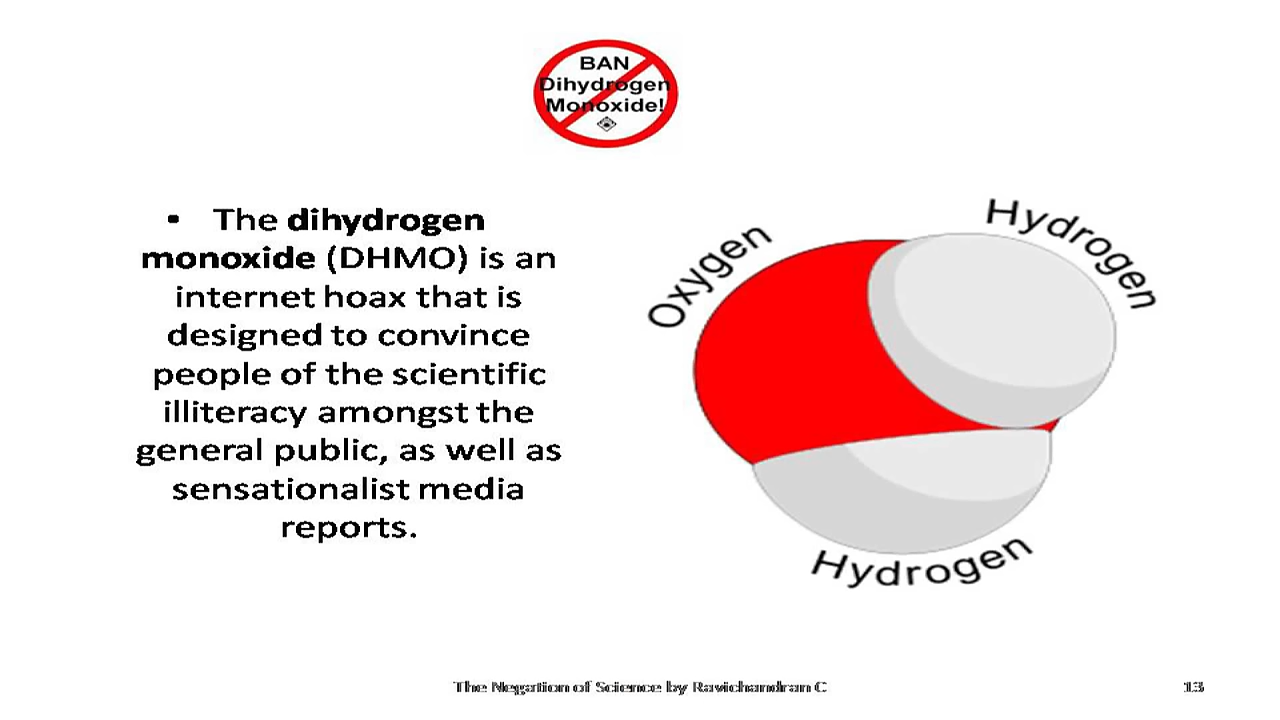 BAN
Dihydrogen
Monoxide!
• The dihydrogen
monoxide (DHMO) is an
internet hoax that is
designed to convince
people of the scientific
illiteracy amongst the
general public, as well as
sensationalist media
reports.
Oxygen
Hydrogen
Hydrogen
The Negation of Science by Ravichandran C
13